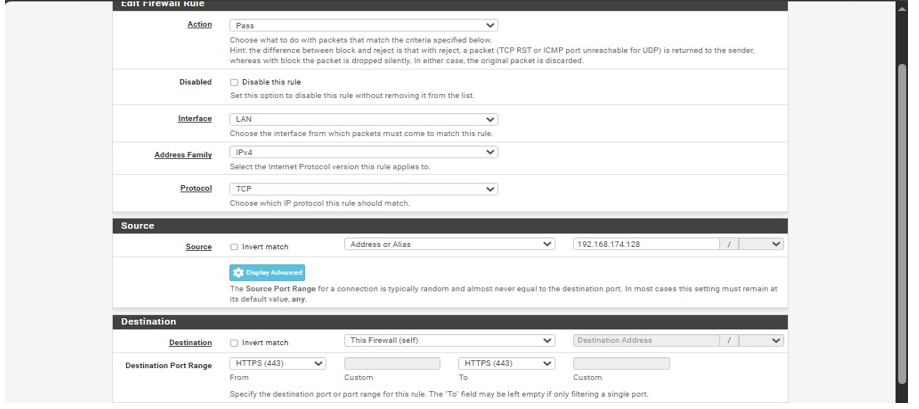 Edit Firewall Rule
Action Pass
Choose what to do with packets that match the criteria specified below.
Hint: the difference between block and reject is that with reject, a packet (TCP RST or ICMP port unreachable for UDP) is returned to the sender,
whereas with block the packet is dropped silently. In either case, the original packet is discarded.
Disabled Disable this rule
Set this option to disable this rule without removing it from the list.
Interface LAN
Choose the interface from which packets must come to match this rule.
Address Family IPv4
Select the Internet Protocol version this rule applies to.
Protocol TCP
Choose which IP protocol this rule should match.
Source
Source Invert match Address or Alias 192.168.174.128 /
Display Advanced
The Source Port Range for a connection is typically random and almost never equal to the destination port. In most cases this setting must remain at
its default value, any.
Destination
Destination Invert match This Firewall (self) Destination Address /
Destination Port Range HTTPS (443) HTTPS (443)
From Custom To Custom
Specify the destination port or port range for this rule. The "To" field may be left empty if only filtering a single port.